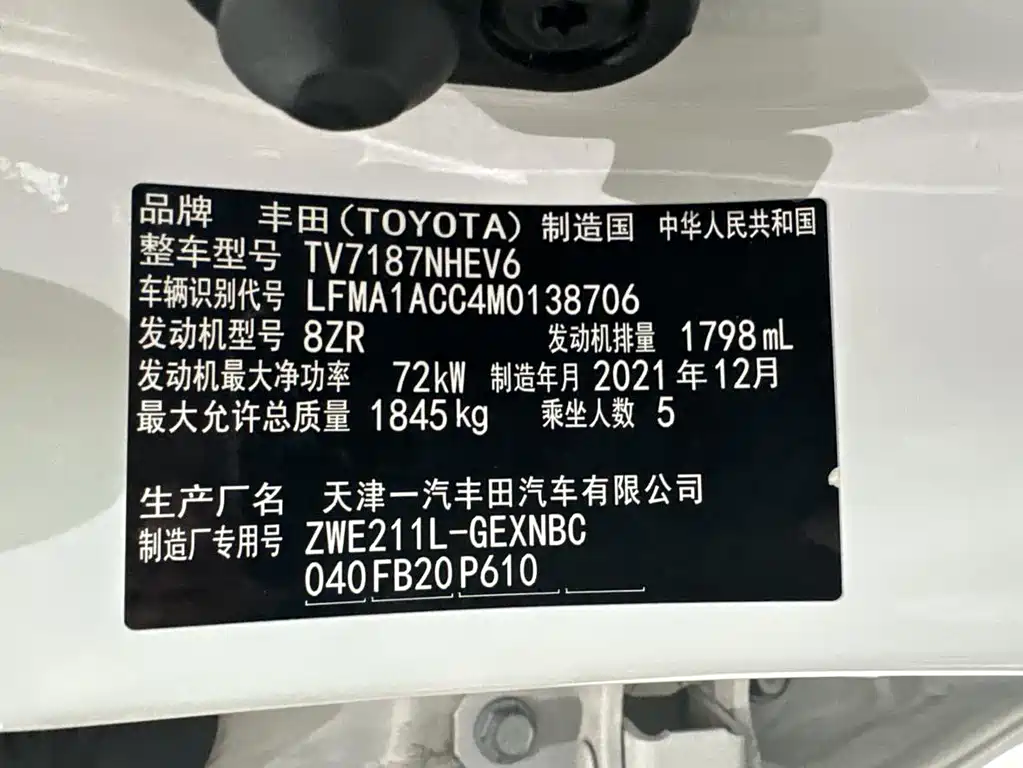 品牌 丰田(TOYOTA) 制造国 中华人民共和国
整车型号 TV7187NHEV6
车辆识别代号 LFMA1ACC4M0138706
发动机型号 8ZR 发动机排量 1798mL
发动机最大净功率 72kW 制造年月 2021年12月
最大允许总质量 1845kg 乘坐人数 5
生产厂名 天津一汽丰田汽车有限公司
制造厂专用号 ZWE211L-GEXNBC
040 FB20 P610